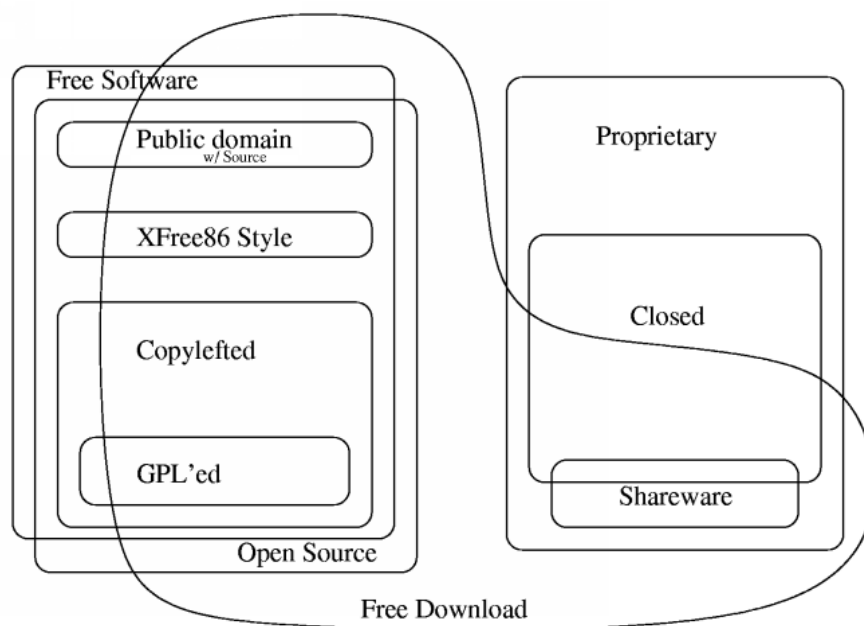 Free Software
Public domain
w/ Source
XFree86 Style
Copylefted
GPL'ed
Open Source
Proprietary
Closed
Shareware
Free Download